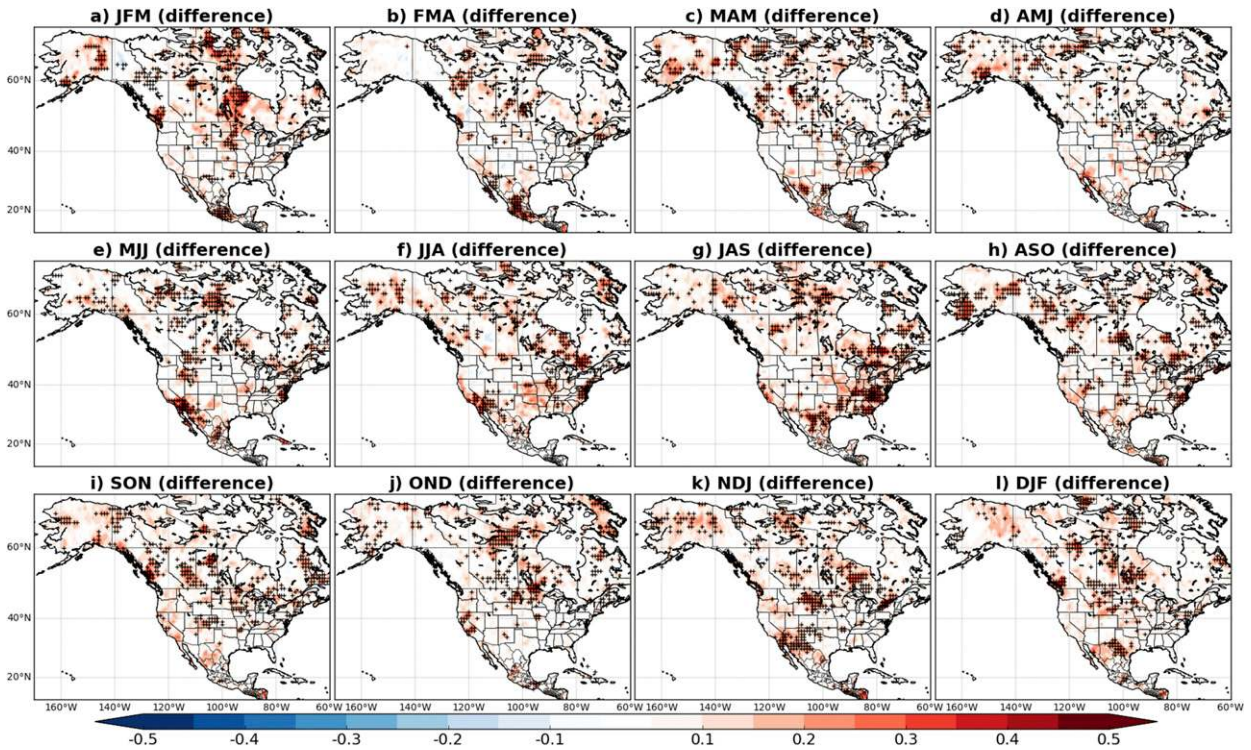 a) JFM (difference) b) FMA (difference) c) MAM (difference) d) AMJ (difference)
60°N
40°N
20°N
e) MJJ (difference) f) JJA (difference) g) JAS (difference) h) ASO (difference)
60°N
40°N
20°N
i) SON (difference) j) OND (difference) k) NDJ (difference) l) DJF (difference)
60°N
40°N
20°N
160°W 140°W 120°W 100°W 80°W 60°W 160°W 140°W 120°W 100°W 80°W 60°W 160°W 140°W 120°W 100°W 80°W 60°W 160°W 140°W 120°W 100°W 80°W 60°W
-0.5 -0.4 -0.3 -0.2 -0.1 0.1 0.2 0.3 0.4 0.5